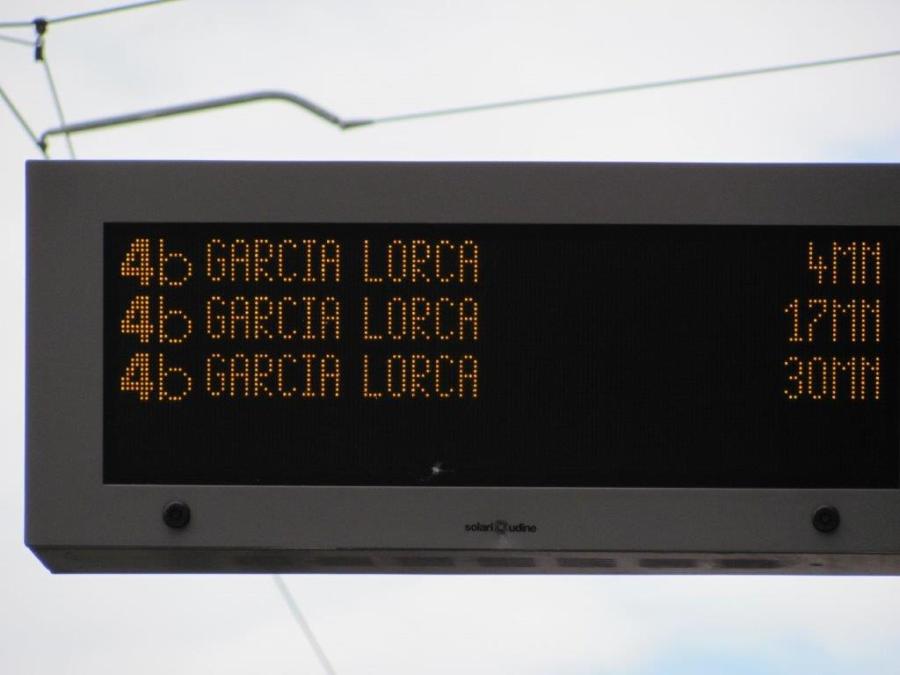 4b GARCIA LORCA 4MN
4b GARCIA LORCA 17MN
4b GARCIA LORCA 30MN
solari udine